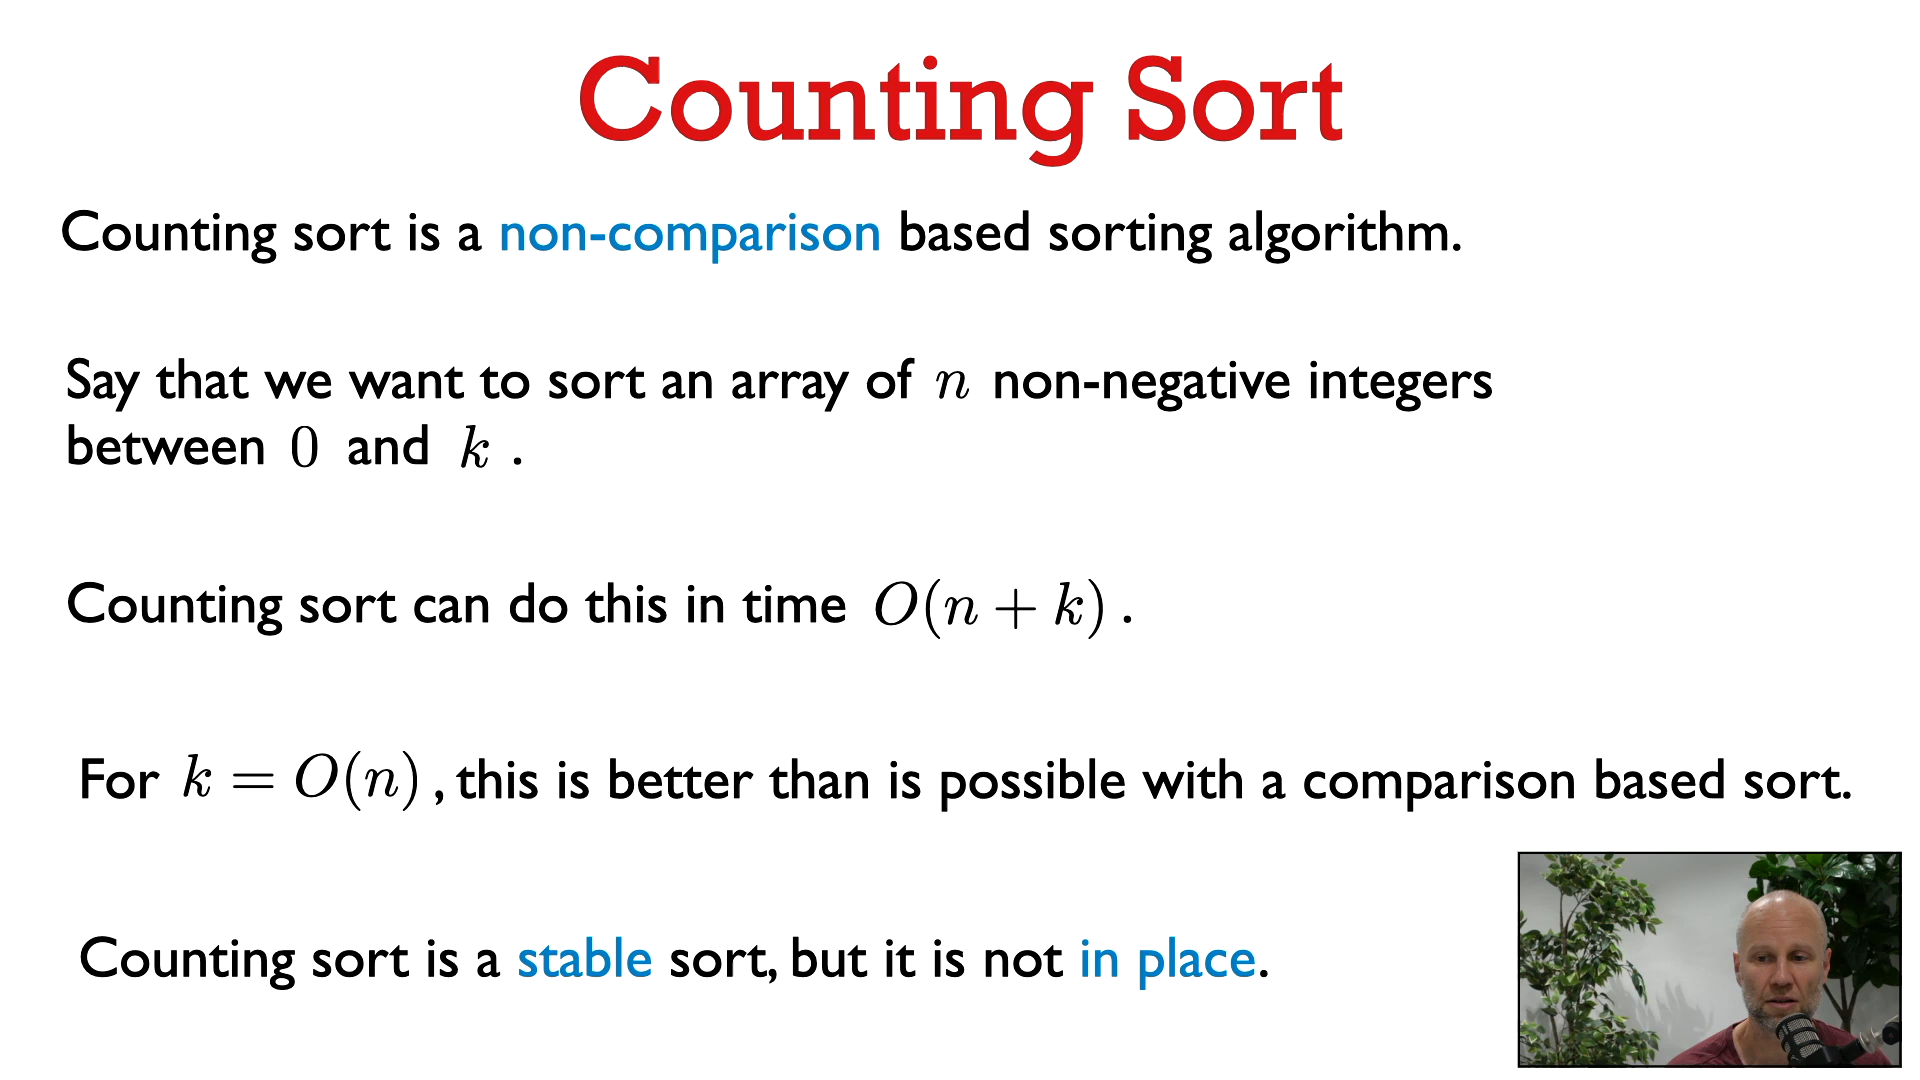 Counting Sort
Counting sort is a non-comparison based sorting algorithm.
Say that we want to sort an array of n non-negative integers
between 0 and k .
Counting sort can do this in time O(n + k) .
For k = O(n) , this is better than is possible with a comparison based sort.
Counting sort is a stable sort, but it is not in place.